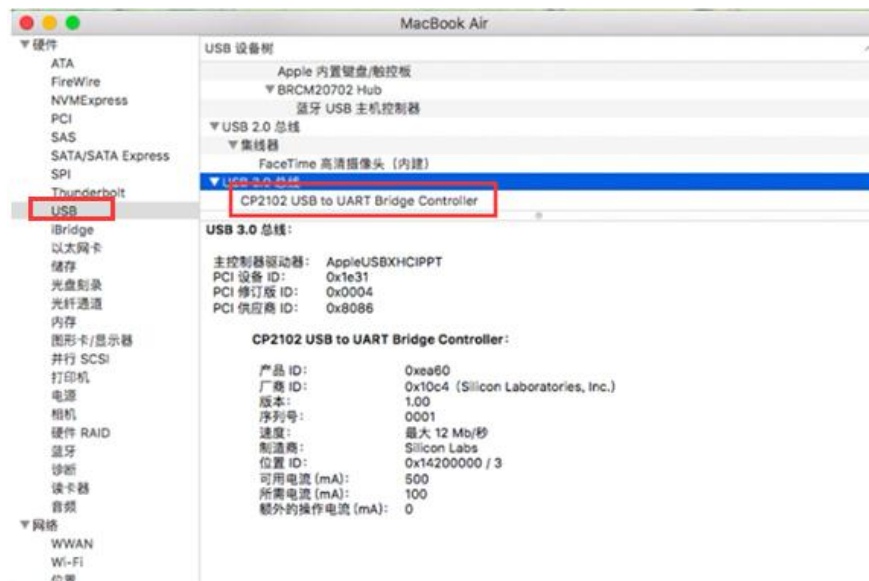 MacBook Air
硬件
ATA
FireWire
NVMExpress
PCI
SAS
SATA/SATA Express
SPI
Thunderbolt
USB
iBridge
以太网卡
储存
光盘刻录
光纤通道
内存
图形卡/显示器
并行 SCSI
打印机
电源
相机
硬件 RAID
蓝牙
诊断
读卡器
音频
网络
WWAN
Wi-Fi
位置
USB 设备树
Apple 内置键盘/触控板
BRCM20702 Hub
蓝牙 USB 主机控制器
USB 2.0 总线
集线器
FaceTime 高清摄像头（内建）
USB 3.0 总线
CP2102 USB to UART Bridge Controller
USB 3.0 总线：
主控制器驱动器： AppleUSBXHCIPPT
PCI 设备 ID： 0x1e31
PCI 修订版 ID： 0x0004
PCI 供应商 ID： 0x8086
CP2102 USB to UART Bridge Controller：
产品 ID： 0xea60
厂商 ID： 0x10c4（Silicon Laboratories, Inc.）
版本： 1.00
序列号： 0001
速度： 最大 12 Mb/秒
制造商： Silicon Labs
位置 ID： 0x14200000 / 3
可用电流 (mA)： 500
所需电流 (mA)： 100
额外的操作电流 (mA)： 0